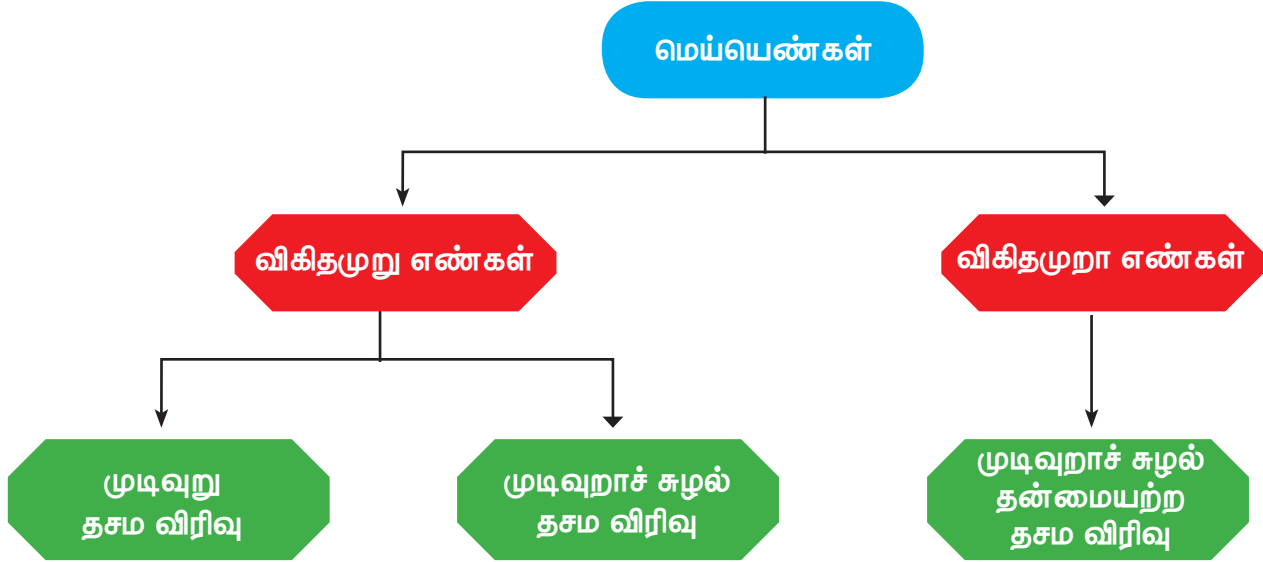 மெய்யெண்கள்
விகிதமுறு எண்கள்
விகிதமுறா எண்கள்
முடிவுறு
தசம விரிவு
முடிவுறாச் சுழல்
தசம விரிவு
முடிவுறாச் சுழல்
தன்மையற்ற
தசம விரிவு